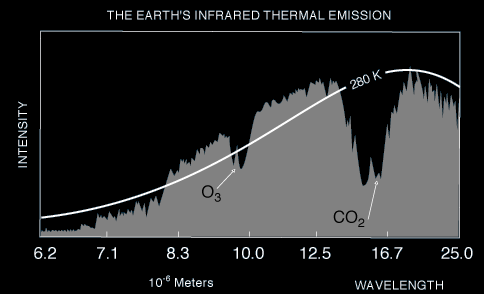 THE EARTH'S INFRARED THERMAL EMISSION
INTENSITY
280 K
O₃
CO₂
6.2 7.1 8.3 10.0 12.5 16.7 25.0
10⁻⁶ Meters
WAVELENGTH